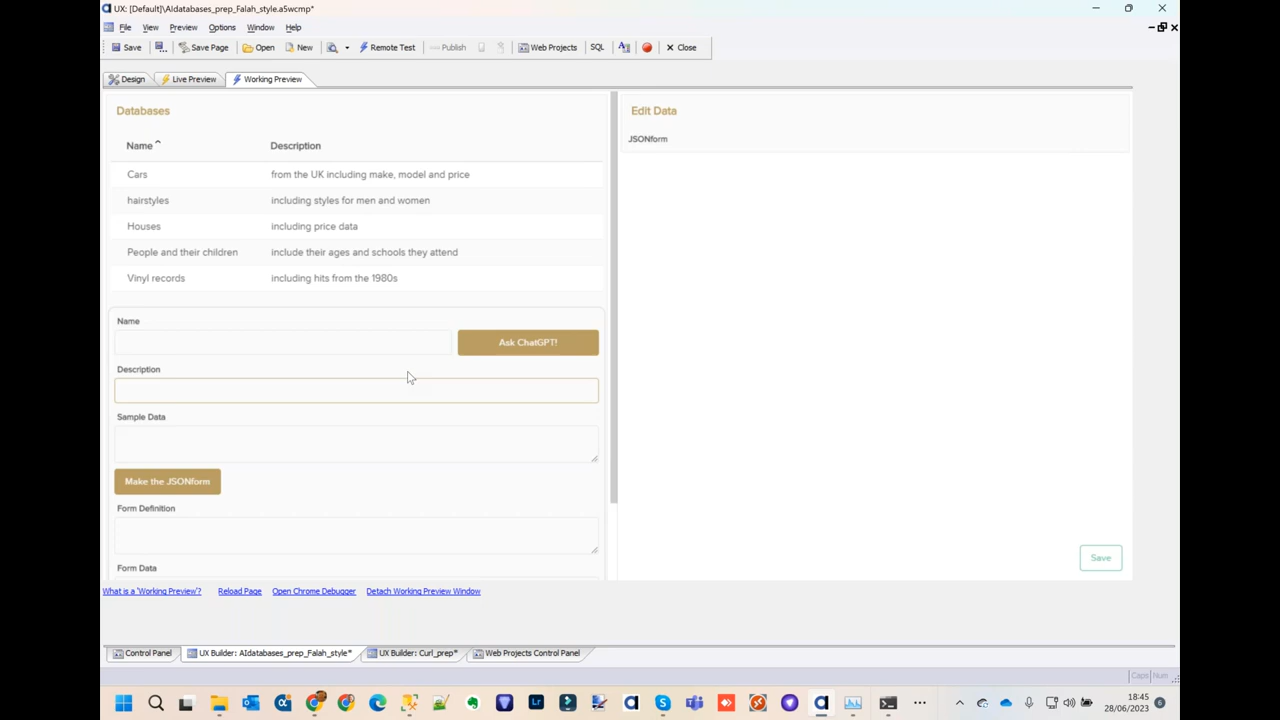 UX: [Default]\AIdatabases_prep_Falah_style.a5wcmp*
File View Preview Options Window Help
Save Save Page Open New Remote Test Publish Web Projects SQL Close
Design Live Preview Working Preview
Databases
Name Description
Cars from the UK including make, model and price
hairstyles including styles for men and women
Houses including price data
People and their children include their ages and schools they attend
Vinyl records including hits from the 1980s
Name
Ask ChatGPT!
Description
Sample Data
Make the JSONform
Form Definition
Form Data
Edit Data
JSONform
Save
What is a 'Working Preview'? Reload Page Open Chrome Debugger Detach Working Preview Window
Control Panel UX Builder: AIdatabases_prep_Falah_style* UX Builder: Curl_prep* Web Projects Control Panel
Caps Num
18:45
28/06/2023
6